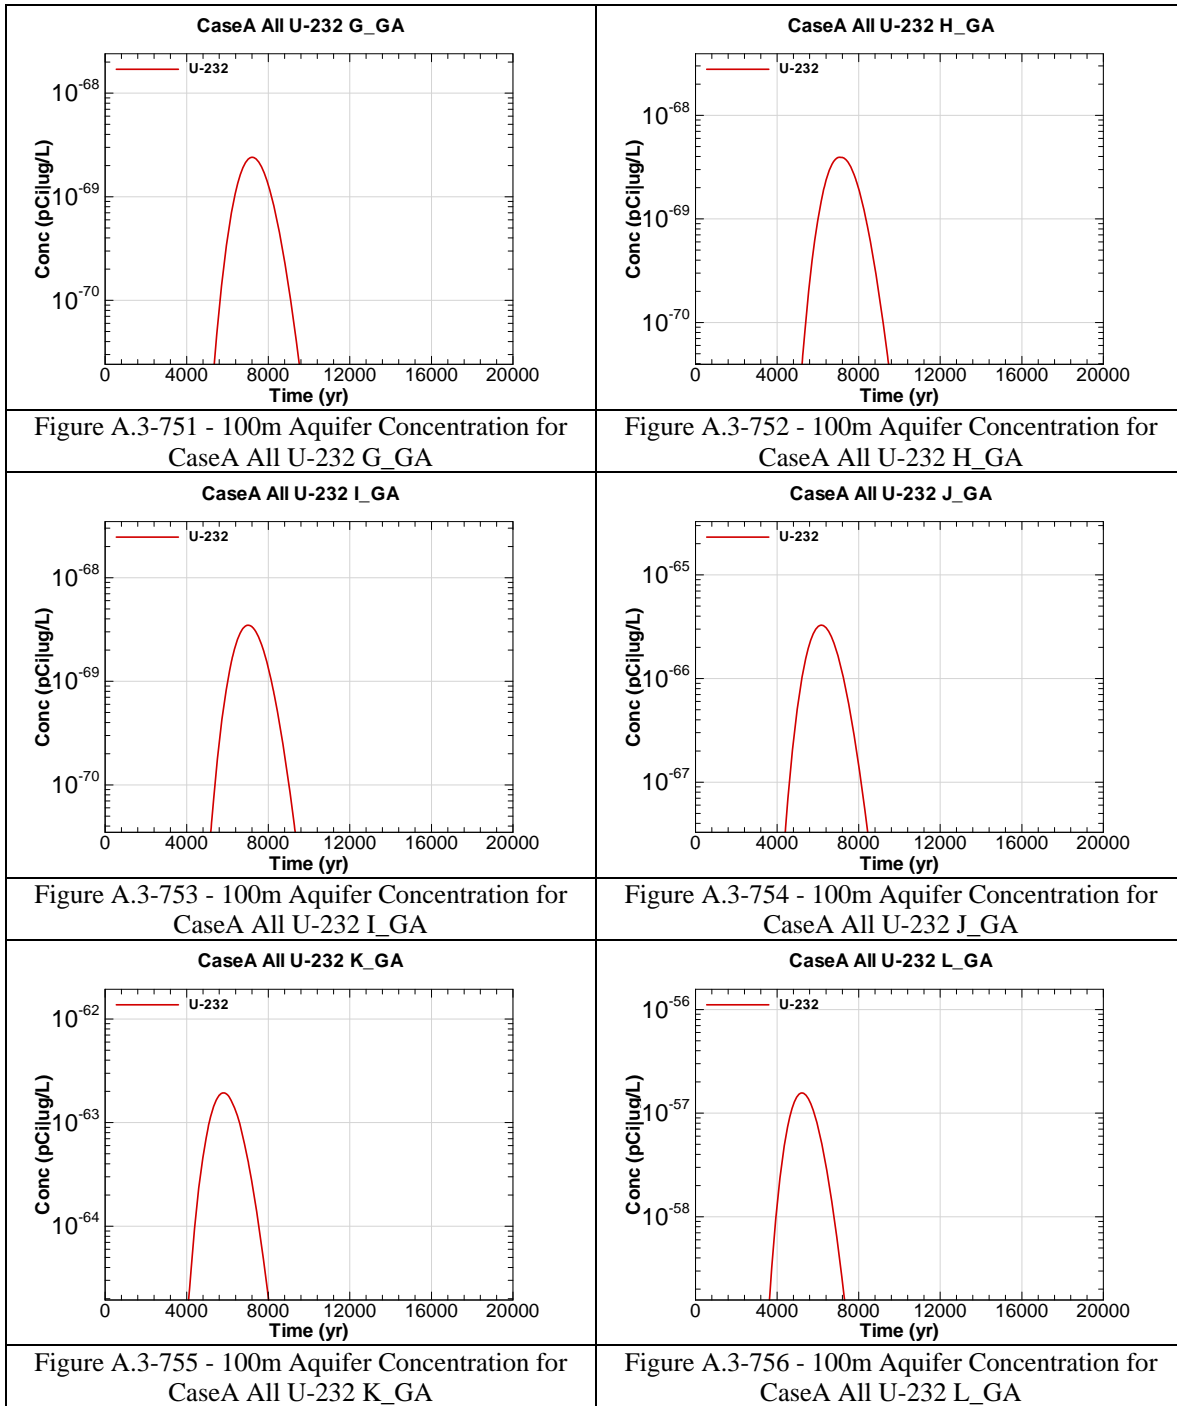 CaseA All U-232 G_GA
U-232
Conc (pCi|ug/L)
10^-68
10^-69
10^-70
0 4000 8000 12000 16000 20000
Time (yr)
Figure A.3-751 - 100m Aquifer Concentration for
CaseA All U-232 G_GA
CaseA All U-232 H_GA
U-232
Conc (pCi|ug/L)
10^-68
10^-69
10^-70
0 4000 8000 12000 16000 20000
Time (yr)
Figure A.3-752 - 100m Aquifer Concentration for
CaseA All U-232 H_GA
CaseA All U-232 I_GA
U-232
Conc (pCi|ug/L)
10^-68
10^-69
10^-70
0 4000 8000 12000 16000 20000
Time (yr)
Figure A.3-753 - 100m Aquifer Concentration for
CaseA All U-232 I_GA
CaseA All U-232 J_GA
U-232
Conc (pCi|ug/L)
10^-65
10^-66
10^-67
0 4000 8000 12000 16000 20000
Time (yr)
Figure A.3-754 - 100m Aquifer Concentration for
CaseA All U-232 J_GA
CaseA All U-232 K_GA
U-232
Conc (pCi|ug/L)
10^-62
10^-63
10^-64
0 4000 8000 12000 16000 20000
Time (yr)
Figure A.3-755 - 100m Aquifer Concentration for
CaseA All U-232 K_GA
CaseA All U-232 L_GA
U-232
Conc (pCi|ug/L)
10^-56
10^-57
10^-58
0 4000 8000 12000 16000 20000
Time (yr)
Figure A.3-756 - 100m Aquifer Concentration for
CaseA All U-232 L_GA